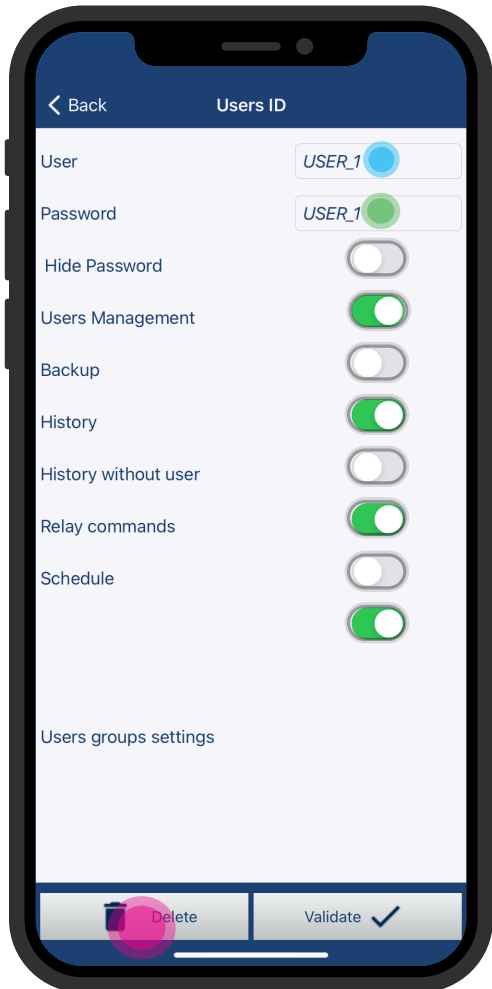 Back
Users ID
User
USER_1
Password
USER_1
Hide Password
Users Management
Backup
History
History without user
Relay commands
Schedule
Users groups settings
Delete
Validate